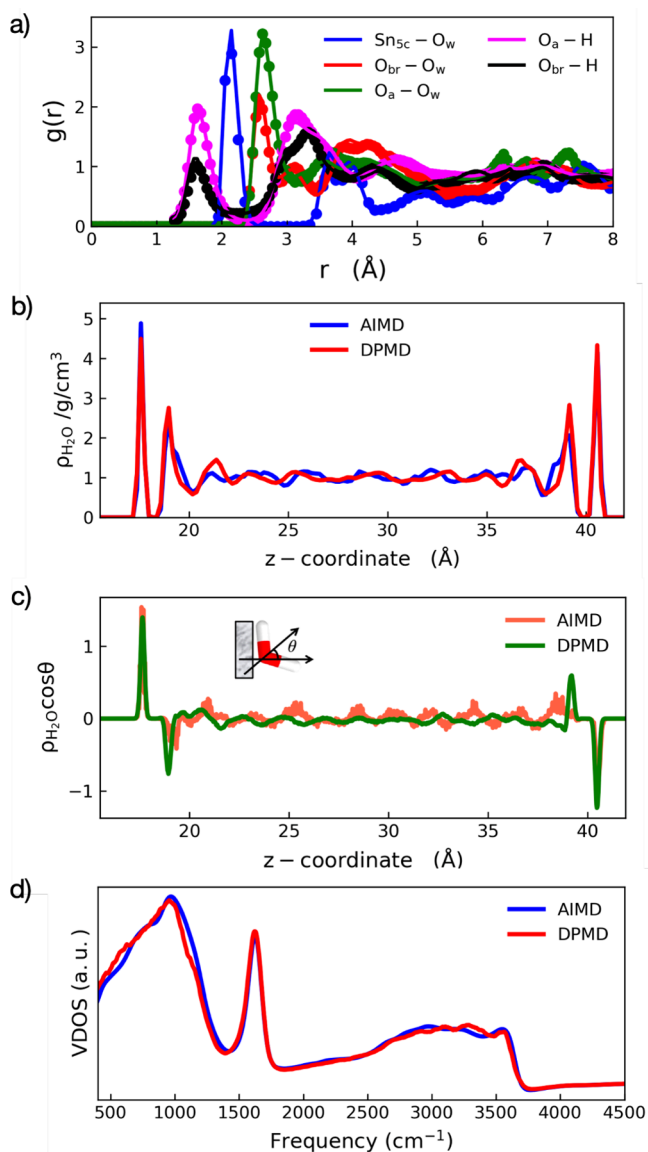 a)
g(r)
3
2
1
0
Sn5c − Ow
Obr − Ow
Oa − Ow
Oa − H
Obr − H
0 1 2 3 4 5 6 7 8
r (Å)
b)
ρH2O /g/cm³
5
4
3
2
1
0
AIMD
DPMD
20 25 30 35 40
z − coordinate (Å)
c)
ρH2Ocosθ
1
0
−1
θ
AIMD
DPMD
20 25 30 35 40
z − coordinate (Å)
d)
VDOS (a. u.)
AIMD
DPMD
500 1000 1500 2000 2500 3000 3500 4000 4500
Frequency (cm⁻¹)